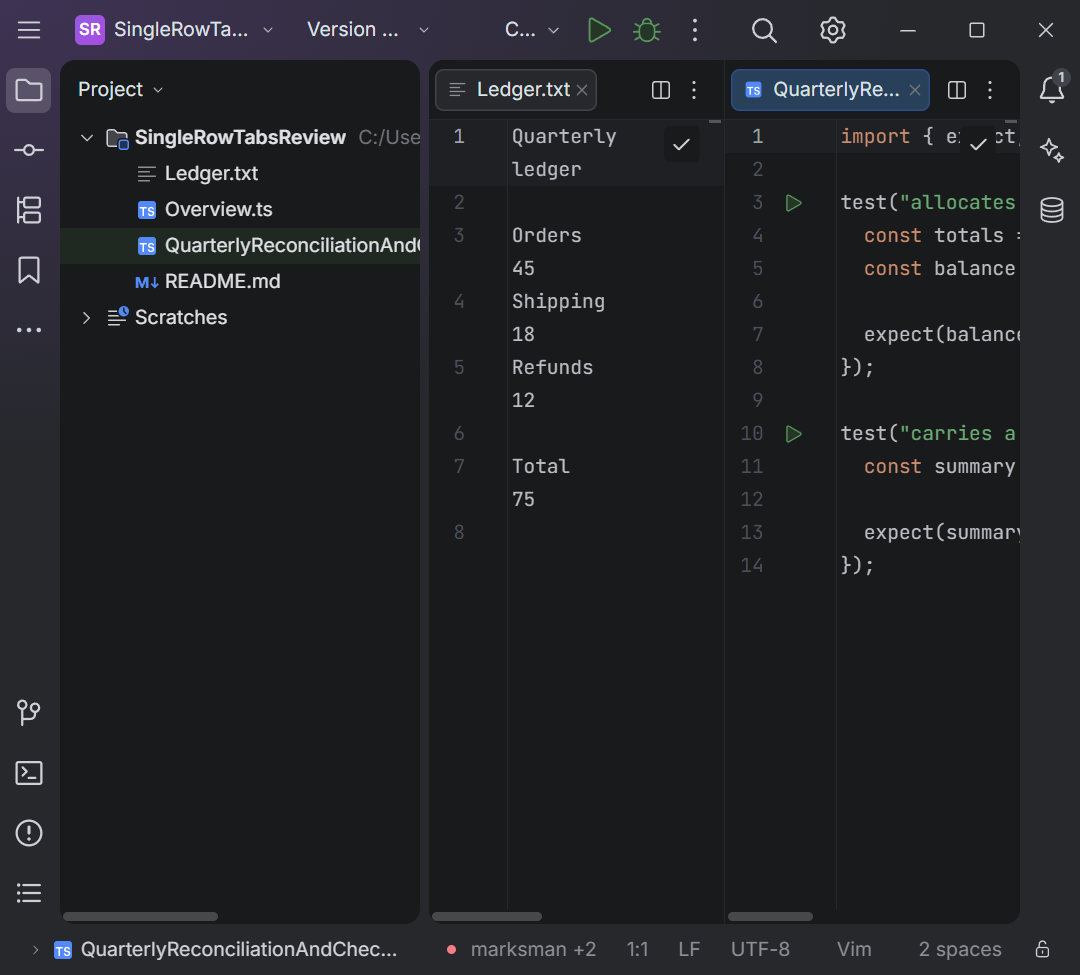 SR SingleRowTa... Version ... C...
Project
SingleRowTabsReview C:/Use
Ledger.txt
TS Overview.ts
TS QuarterlyReconciliationAnd
M↓ README.md
Scratches
Ledger.txt
1 Quarterly
ledger
2
3 Orders
45
4 Shipping
18
5 Refunds
12
6
7 Total
75
8
TS QuarterlyRe...
1 import {
2
3 test("allocates
4 const totals =
5 const balance
6
7 expect(balance
8 });
9
10 test("carries a
11 const summary
12
13 expect(summary
14 });
1
TS QuarterlyReconciliationAndChec... marksman +2 1:1 LF UTF-8 Vim 2 spaces